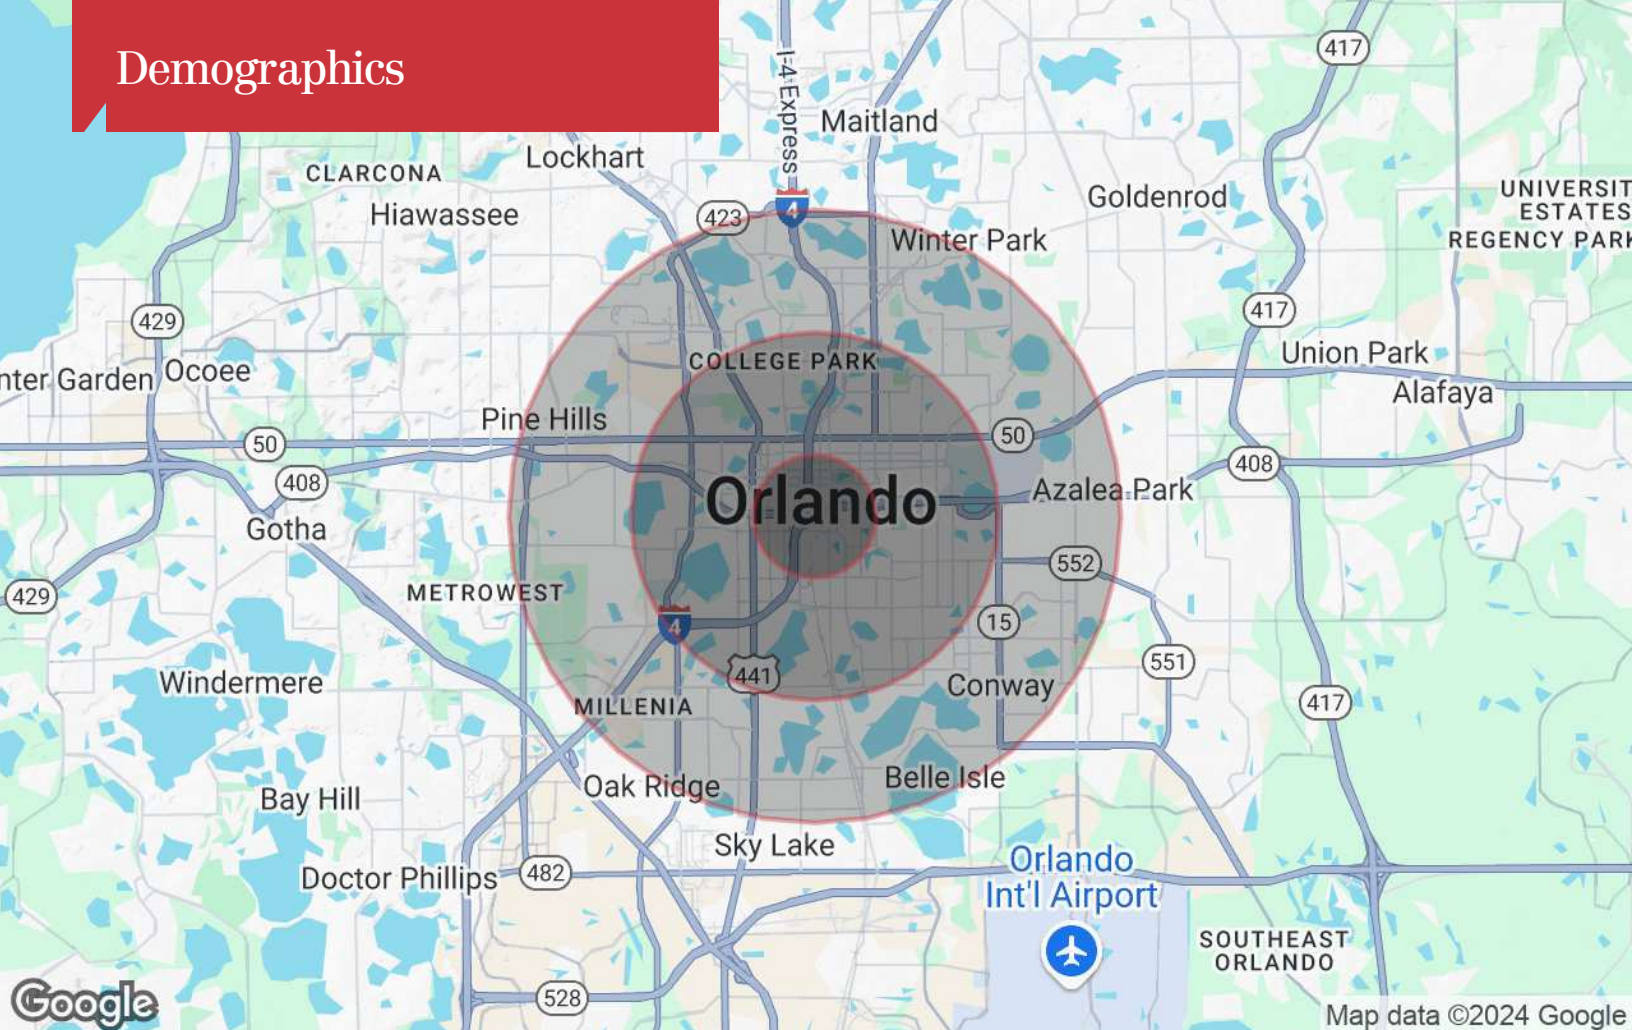 Demographics
417
I-4 Express
Maitland
Lockhart
CLARCONA
Hiawassee
Goldenrod
UNIVERSIT
ESTATES
REGENCY PARK
423
4
Winter Park
417
429
Union Park
COLLEGE PARK
Ocoee
nter Garden
Alafaya
Pine Hills
50
50
408
408
Orlando
Azalea Park
Gotha
552
METROWEST
429
15
4
551
441
Windermere
Conway
417
MILLENIA
Belle Isle
Oak Ridge
Bay Hill
Sky Lake
Orlando
Int'l Airport
482
Doctor Phillips
SOUTHEAST
ORLANDO
528
Google
Map data ©2024 Google